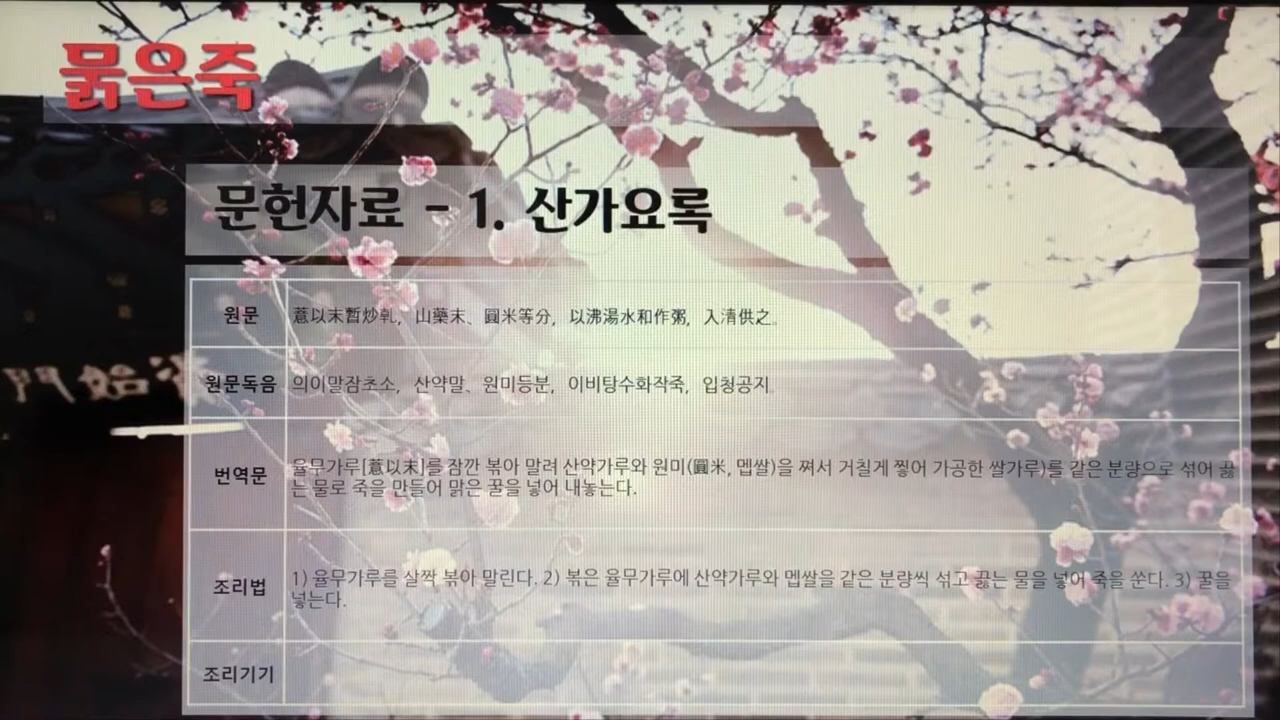 묽은죽
문헌자료 - 1. 산가요록
원문
薏以末暫炒乹, 山藥末、圓米等分, 以沸湯水和作粥, 入清供之。
원문독음
의이말잠초소, 산약말、원미등분, 이비탕수화작죽, 입청공지.
번역문
율무가루[薏以末]를 잠깐 볶아 말려 산약가루와 원미(圓米, 멥쌀)을 쪄서 거칠게 찧어 가공한 쌀가루)를 같은 분량으로 섞어 끓
는 물로 죽을 만들어 맑은 꿀을 넣어 내놓는다.
조리법
1) 율무가루를 살짝 볶아 말린다. 2) 볶은 율무가루에 산약가루와 멥쌀을 같은 분량씩 섞고 끓는 물을 넣어 죽을 쑨다. 3) 꿀을
넣는다.
조리기기
門始